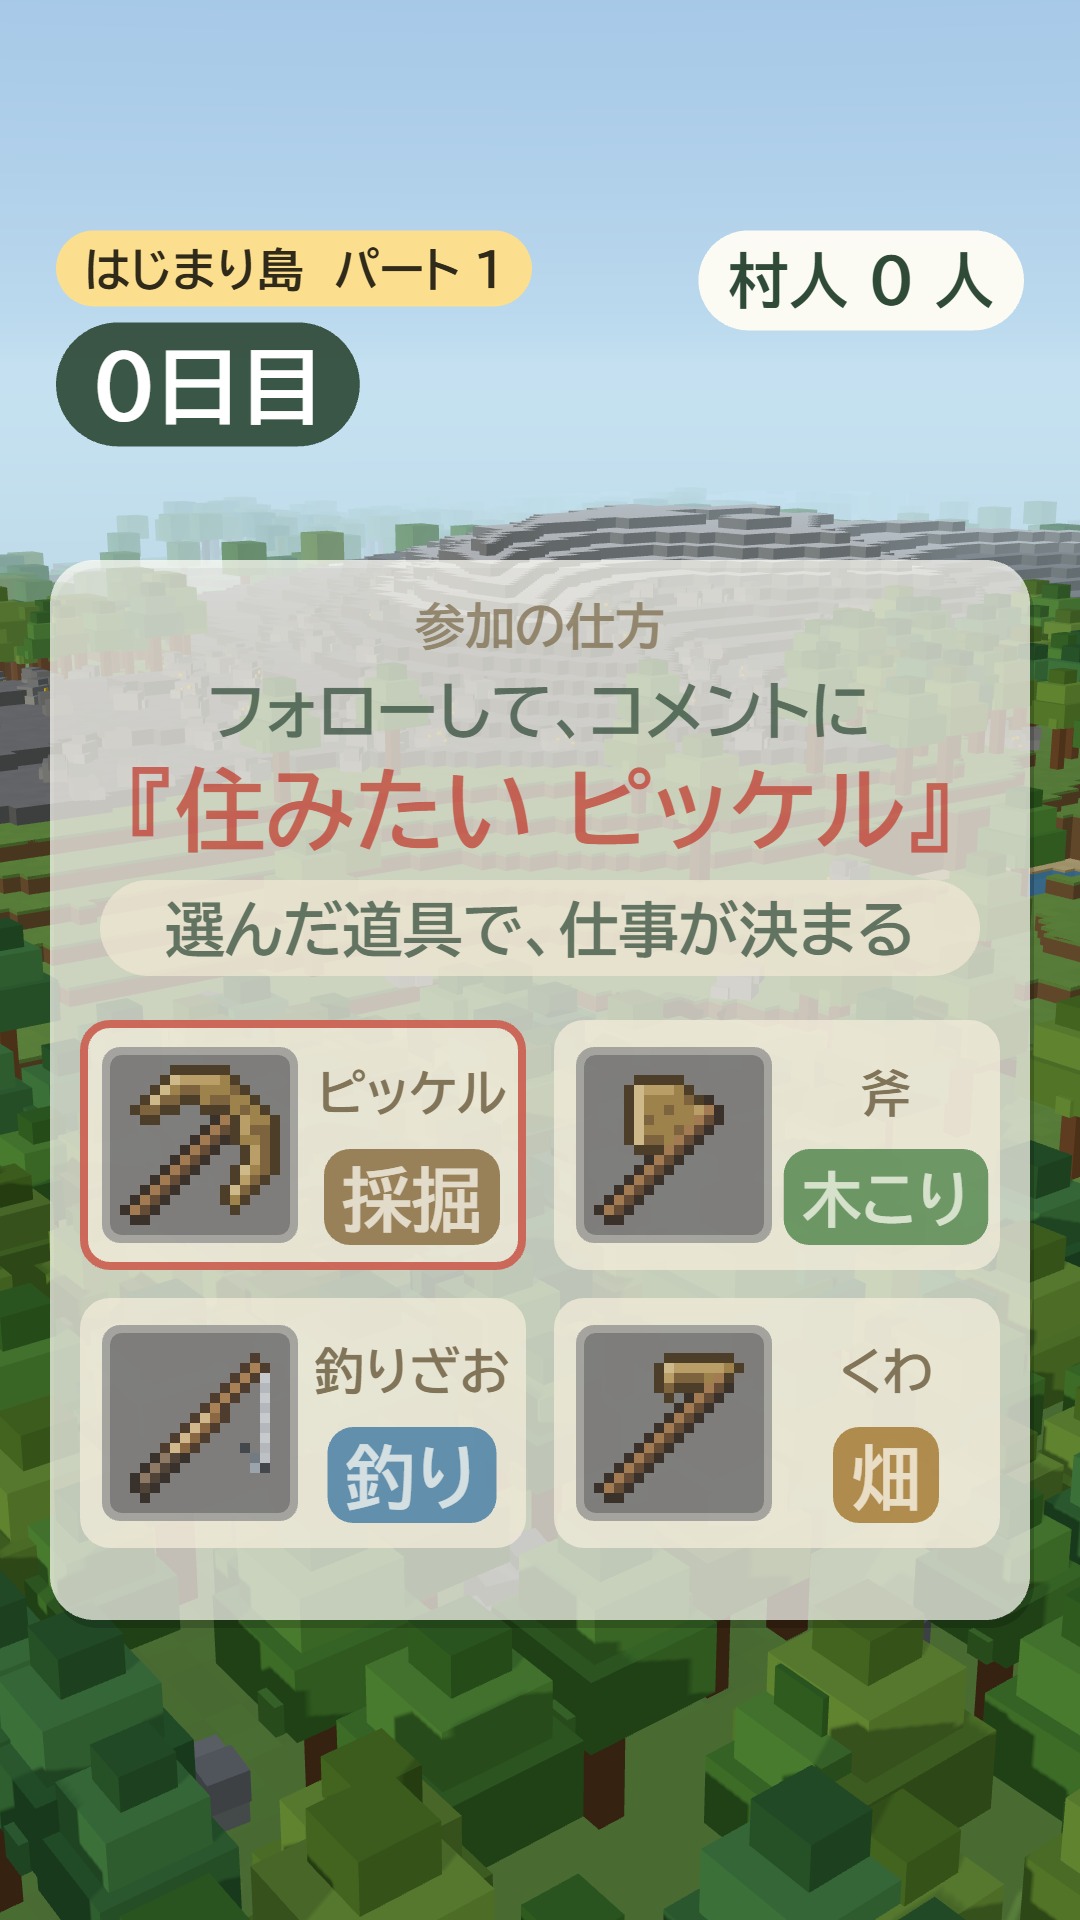 はじまり島 パート 1
村人 0 人
0日目
参加の仕方
フォローして、コメントに
『住みたい ピッケル』
選んだ道具で、仕事が決まる
ピッケル
採掘
斧
木こり
釣りざお
釣り
くわ
畑